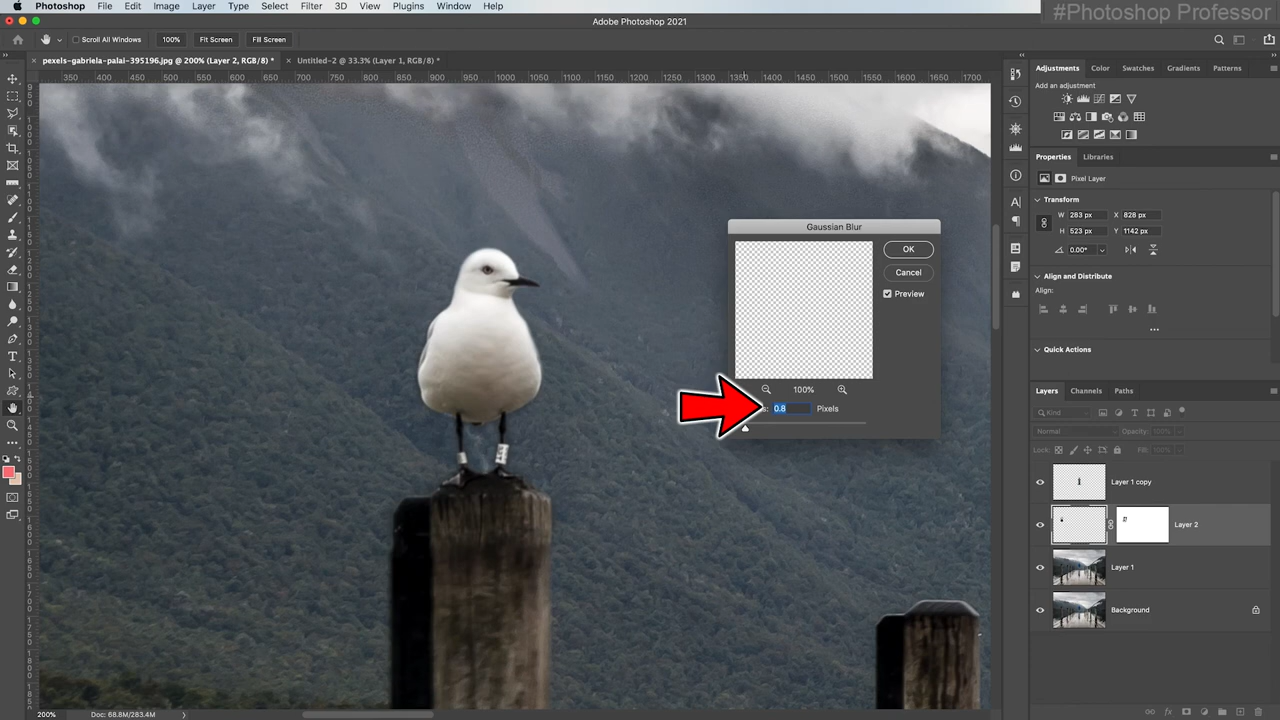 Photoshop File Edit Image Layer Type Select Filter 3D View Plugins Window Help
#Photoshop Professor
Adobe Photoshop 2021
Scroll All Windows 100% Fit Screen Fill Screen
pexels-gabriela-palai-395196.jpg @ 200% (Layer 2, RGB/8) *
Untitled-2 @ 33.3% (Layer 1, RGB/8) *
350 400 450 500 550 600 650 700 750 800 850 900 950 1000 1050 1100 1150 1200 1250 1300 1350 1400 1450 1500 1550 1600 1650 1700
Adjustments Color Swatches Gradients Patterns
Add an adjustment
Properties Libraries
Pixel Layer
Transform
W 283 px X 828 px
H 523 px Y 1142 px
0.00°
Align and Distribute
Align:
Quick Actions
Gaussian Blur
OK
Cancel
Preview
100%
0.8 Pixels
Layers Channels Paths
Kind
Normal Opacity: 100%
Lock: Fill: 100%
Layer 1 copy
Layer 2
Layer 1
Background
200% Doc: 68.8M/283.4M